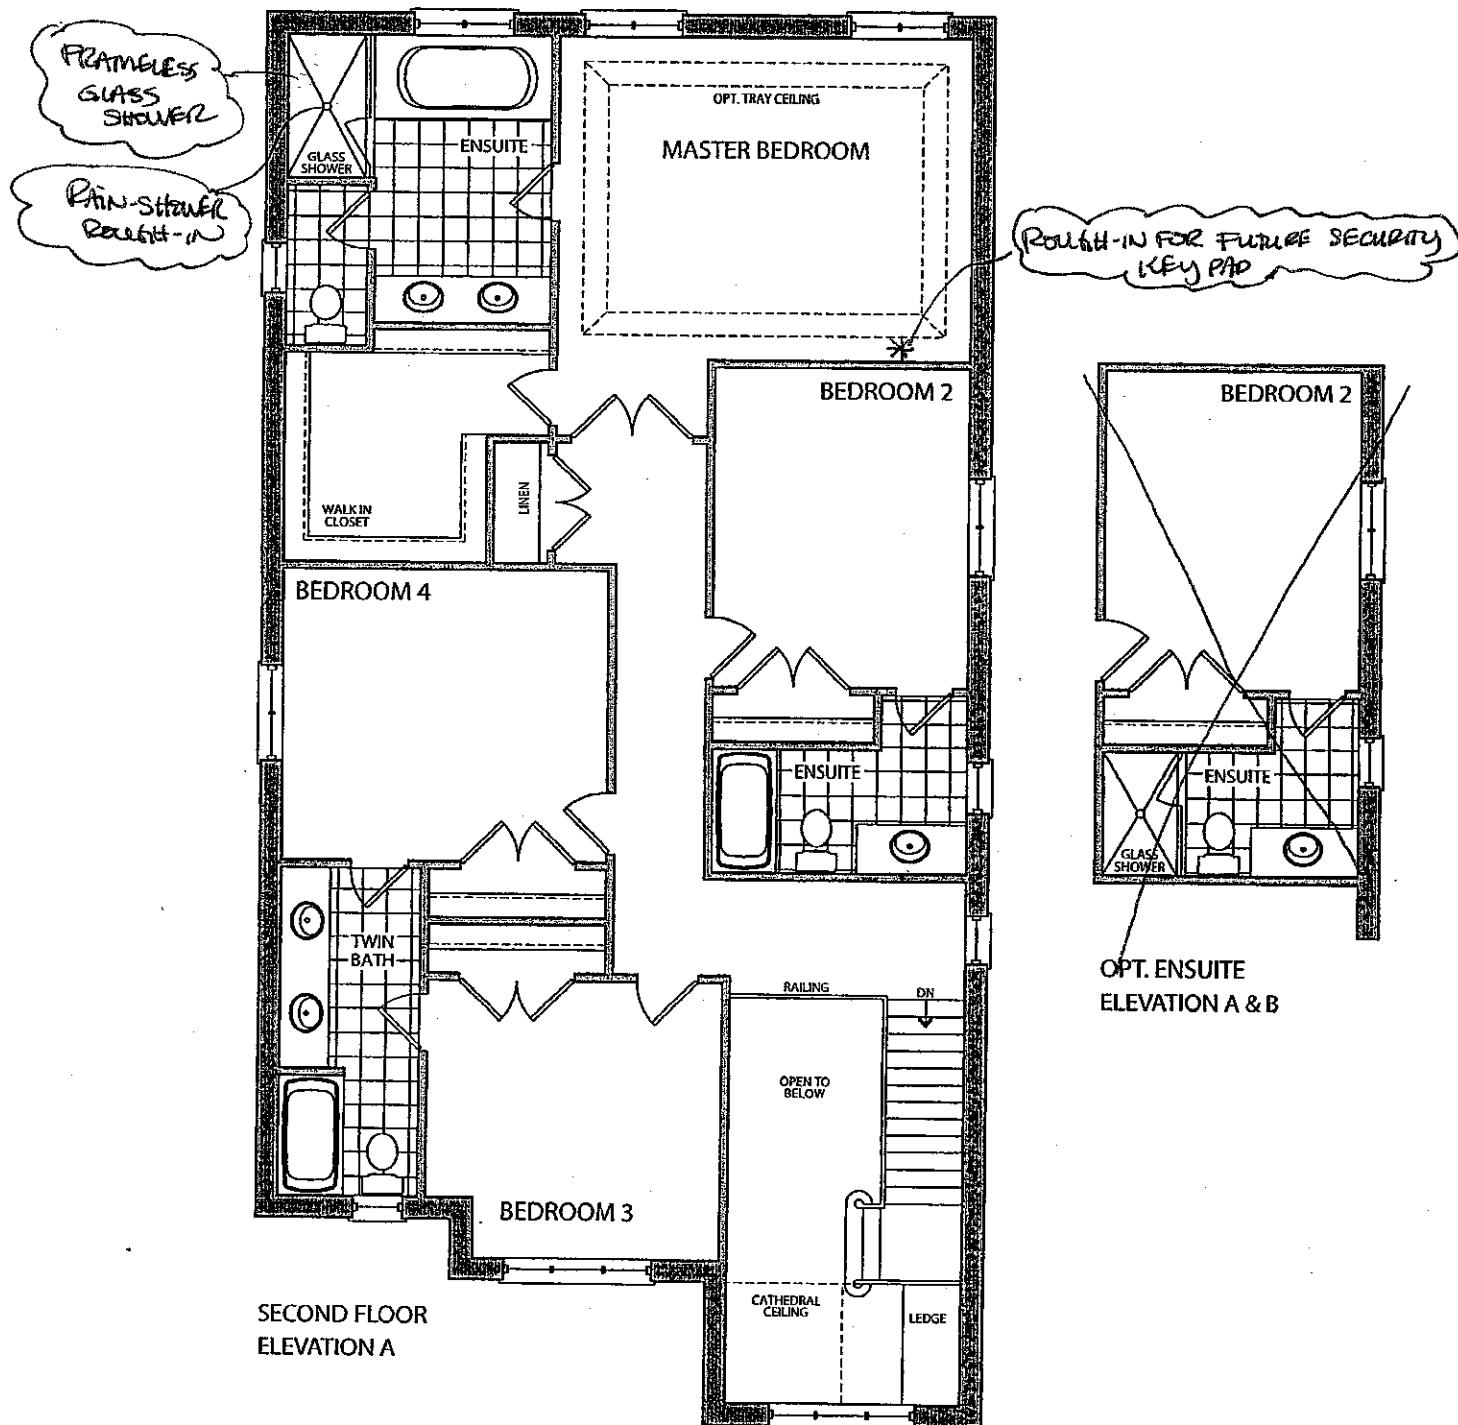 FRAMELESS
GLASS
SHOWER
RAIN-SHOWER
ROUGH-IN
GLASS
SHOWER
ENSUITE
OPT. TRAY CEILING
MASTER BEDROOM
ROUGH-IN FOR FUTURE SECURITY
KEY PAD
BEDROOM 2
BEDROOM 2
WALK IN
CLOSET
LINEN
BEDROOM 4
ENSUITE
ENSUITE
GLASS
SHOWER
TWIN
BATH
OPT. ENSUITE
ELEVATION A & B
RAILING
DN
OPEN TO
BELOW
BEDROOM 3
CATHEDRAL
CEILING
LEDGE
SECOND FLOOR
ELEVATION A